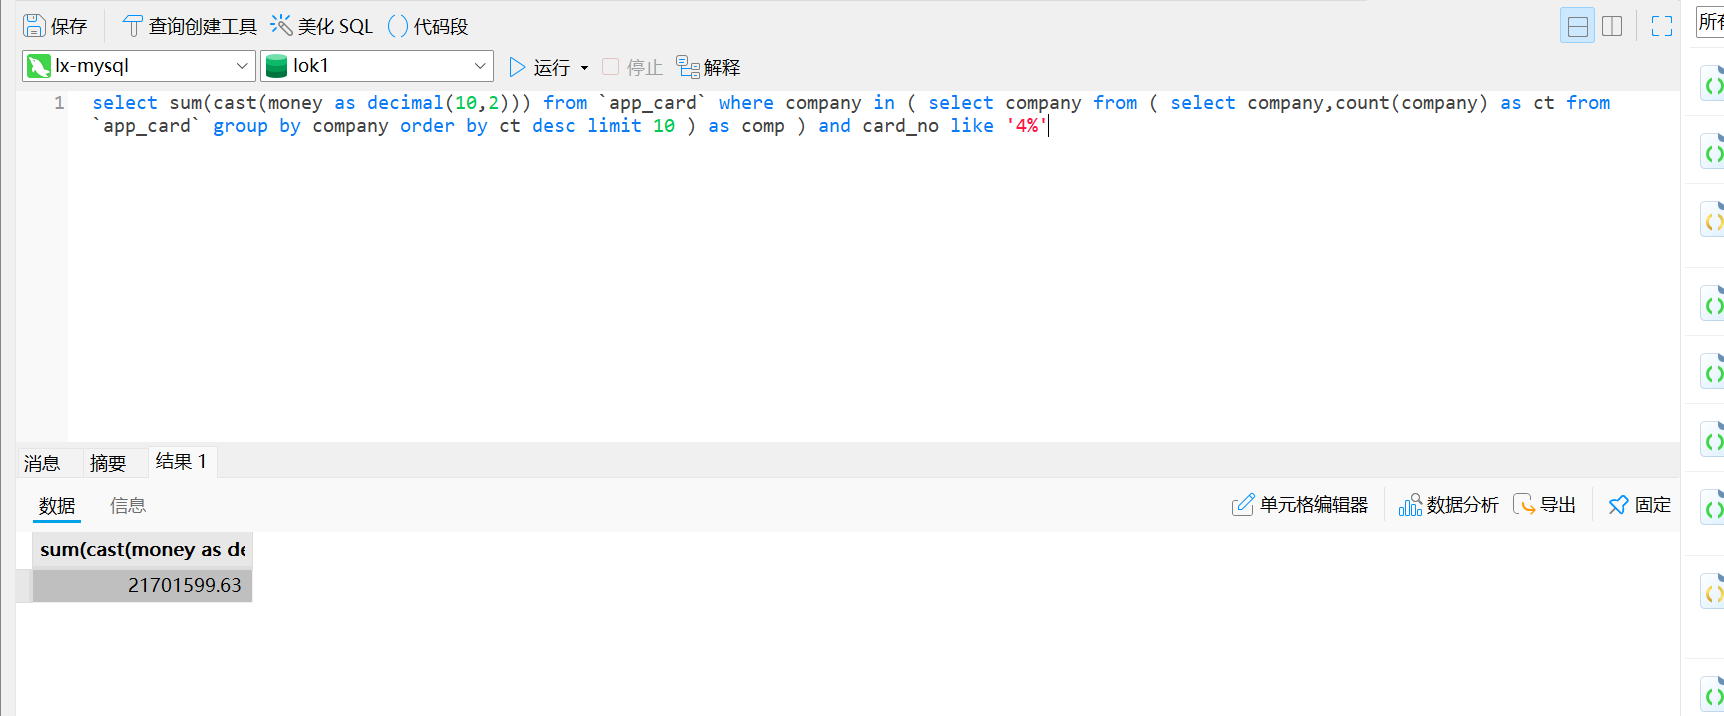 保存 查询创建工具 美化 SQL () 代码段
所有
lx-mysql lok1 运行 停止 解释
1 select sum(cast(money as decimal(10,2))) from `app_card` where company in ( select company from ( select company,count(company) as ct from
`app_card` group by company order by ct desc limit 10 ) as comp ) and card_no like '4%'
消息 摘要 结果 1
数据 信息 单元格编辑器 数据分析 导出 固定
sum(cast(money as de
21701599.63